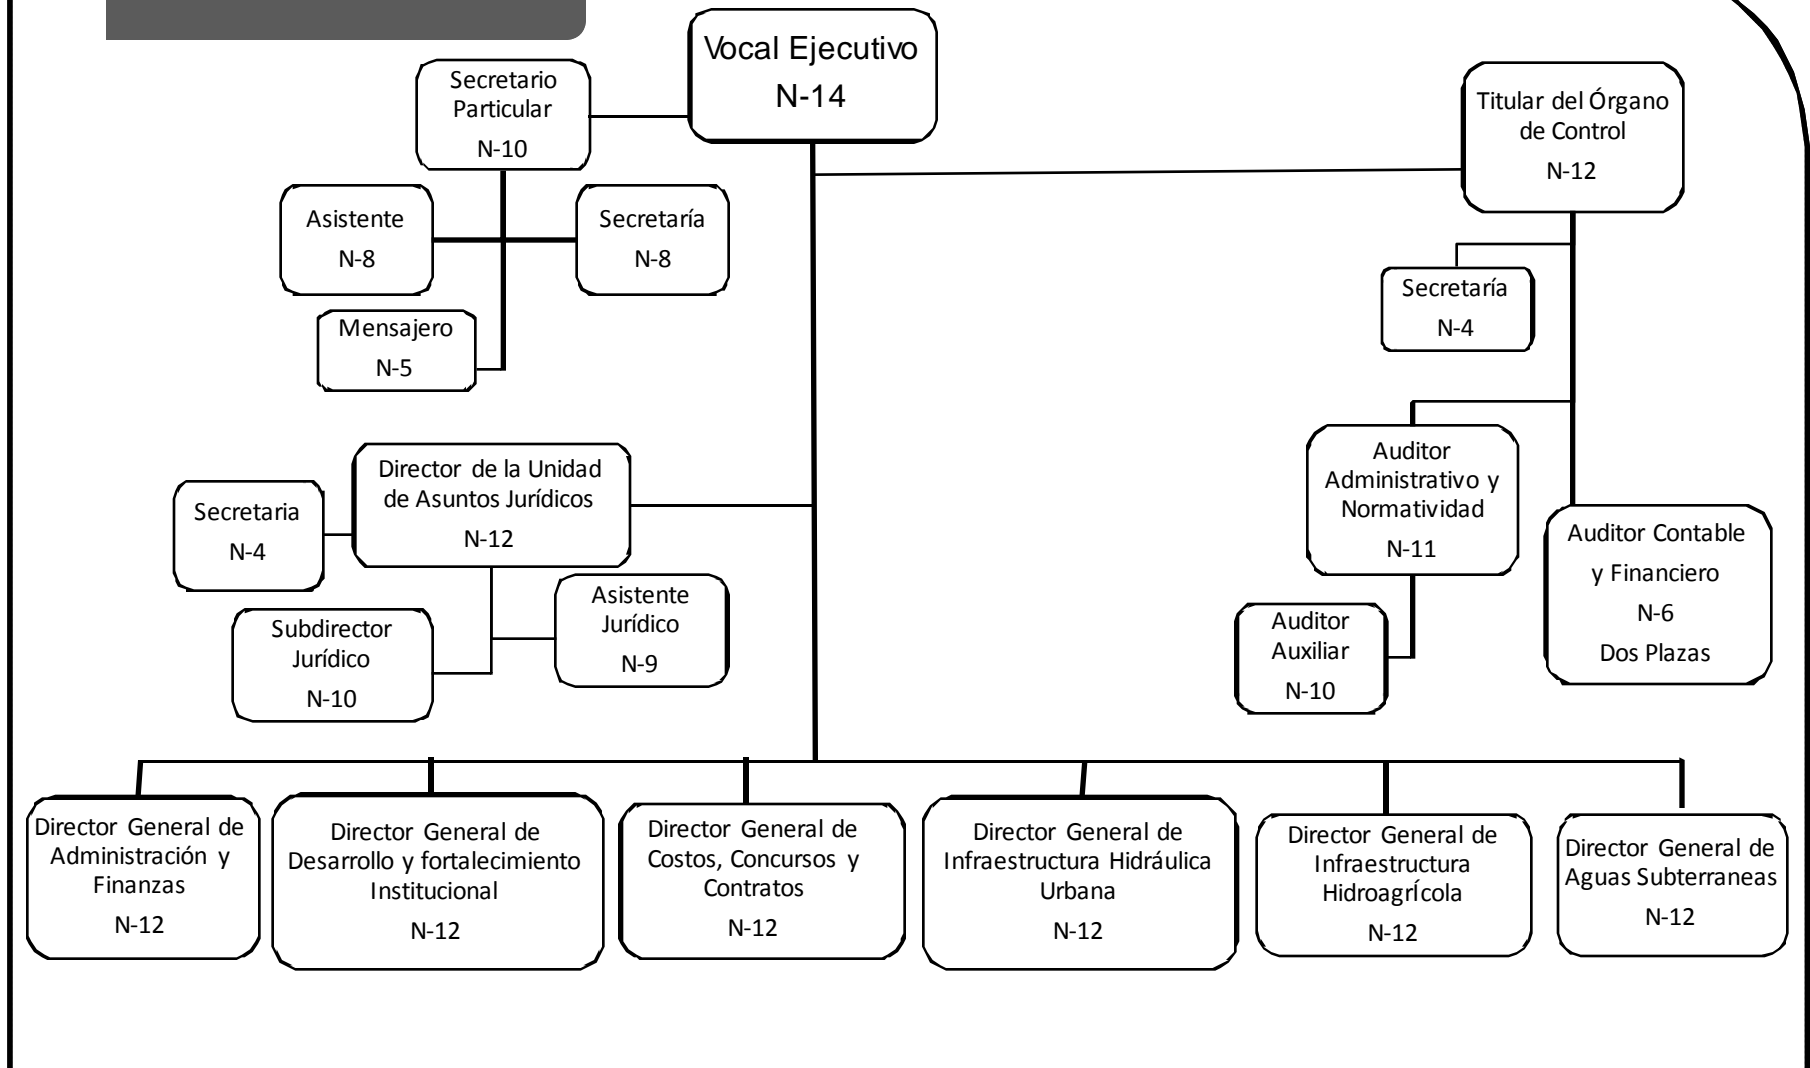 Vocal Ejecutivo
N-14
Secretario
Particular
N-10
Titular del Órgano
de Control
N-12
Asistente
N-8
Secretaría
N-8
Mensajero
N-5
Secretaría
N-4
Director de la Unidad
de Asuntos Jurídicos
N-12
Secretaria
N-4
Auditor
Administrativo y
Normatividad
N-11
Auditor Contable
y Financiero
N-6
Dos Plazas
Asistente
Jurídico
N-9
Subdirector
Jurídico
N-10
Auditor
Auxiliar
N-10
Director General de
Administración y
Finanzas
N-12
Director General de
Desarrollo y fortalecimiento
Institucional
N-12
Director General de
Costos, Concursos y
Contratos
N-12
Director General de
Infraestructura Hidráulica
Urbana
N-12
Director General de
Infraestructura
HidroagrÍcola
N-12
Director General de
Aguas Subterraneas
N-12